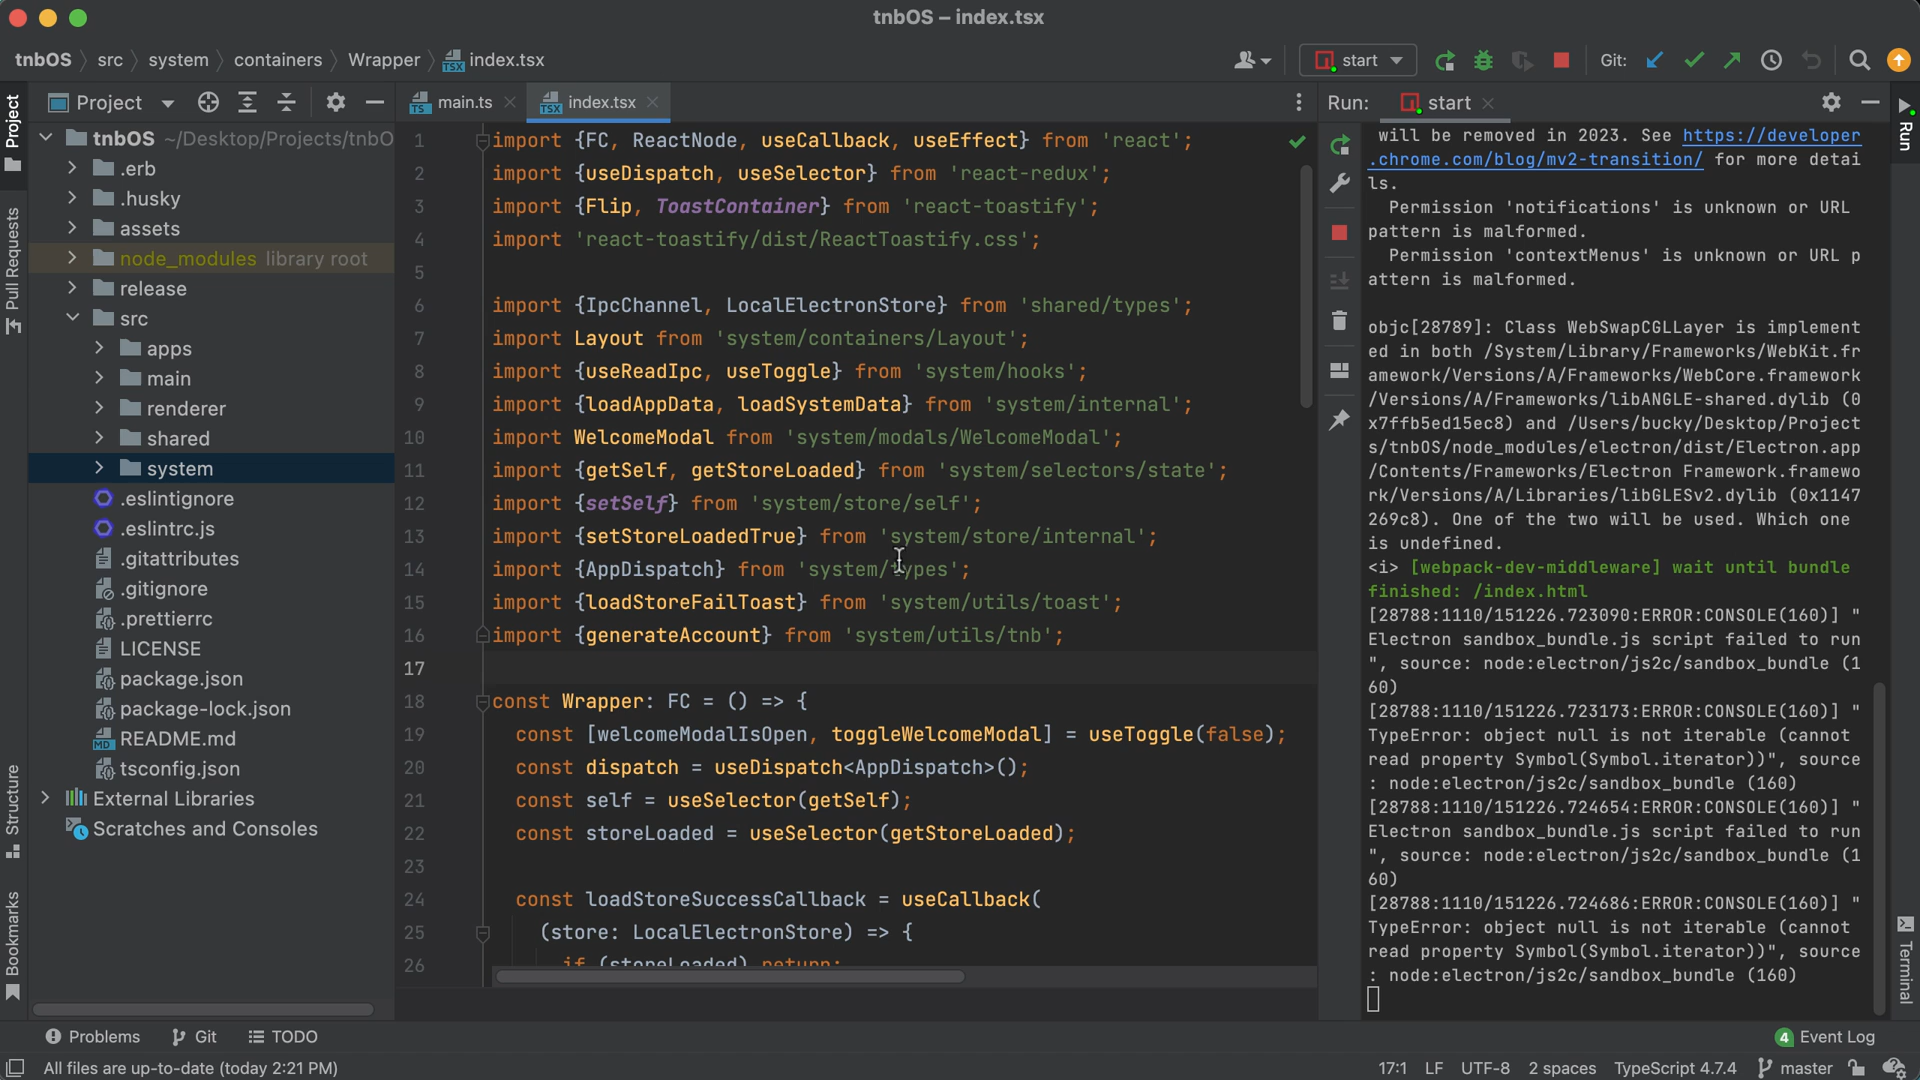 tnbOS – index.tsx
tnbOS src system containers Wrapper index.tsx
start
Git:
Project
main.ts
index.tsx
Run:
start
Project
Pull Requests
Structure
Bookmarks
tnbOS ~/Desktop/Projects/tnbO
.erb
.husky
assets
node_modules library root
release
src
apps
main
renderer
shared
system
.eslintignore
.eslintrc.js
.gitattributes
.gitignore
.prettierrc
LICENSE
package.json
package-lock.json
README.md
tsconfig.json
External Libraries
Scratches and Consoles
1 import {FC, ReactNode, useCallback, useEffect} from 'react';
2 import {useDispatch, useSelector} from 'react-redux';
3 import {Flip, ToastContainer} from 'react-toastify';
4 import 'react-toastify/dist/ReactToastify.css';
5
6 import {IpcChannel, LocalElectronStore} from 'shared/types';
7 import Layout from 'system/containers/Layout';
8 import {useReadIpc, useToggle} from 'system/hooks';
9 import {loadAppData, loadSystemData} from 'system/internal';
10 import WelcomeModal from 'system/modals/WelcomeModal';
11 import {getSelf, getStoreLoaded} from 'system/selectors/state';
12 import {setSelf} from 'system/store/self';
13 import {setStoreLoadedTrue} from 'system/store/internal';
14 import {AppDispatch} from 'system/types';
15 import {loadStoreFailToast} from 'system/utils/toast';
16 import {generateAccount} from 'system/utils/tnb';
17
18 const Wrapper: FC = () => {
19 const [welcomeModalIsOpen, toggleWelcomeModal] = useToggle(false);
20 const dispatch = useDispatch<AppDispatch>();
21 const self = useSelector(getSelf);
22 const storeLoaded = useSelector(getStoreLoaded);
23
24 const loadStoreSuccessCallback = useCallback(
25 (store: LocalElectronStore) => {
26 if (storeLoaded) return;
will be removed in 2023. See https://developer
.chrome.com/blog/mv2-transition/ for more detai
ls.
Permission 'notifications' is unknown or URL
pattern is malformed.
Permission 'contextMenus' is unknown or URL p
attern is malformed.
objc[28789]: Class WebSwapCGLLayer is implement
ed in both /System/Library/Frameworks/WebKit.fr
amework/Versions/A/Frameworks/WebCore.framework
/Versions/A/Frameworks/libANGLE-shared.dylib (0
x7ffb5ed15ec8) and /Users/bucky/Desktop/Project
s/tnbOS/node_modules/electron/dist/Electron.app
/Contents/Frameworks/Electron Framework.framewo
rk/Versions/A/Libraries/libGLESv2.dylib (0x1147
269c8). One of the two will be used. Which one
is undefined.
<i> [webpack-dev-middleware] wait until bundle
finished: /index.html
[28788:1110/151226.723090:ERROR:CONSOLE(160)] "
Electron sandbox_bundle.js script failed to run
", source: node:electron/js2c/sandbox_bundle (1
60)
[28788:1110/151226.723173:ERROR:CONSOLE(160)] "
TypeError: object null is not iterable (cannot
read property Symbol(Symbol.iterator))", source
: node:electron/js2c/sandbox_bundle (160)
[28788:1110/151226.724654:ERROR:CONSOLE(160)] "
Electron sandbox_bundle.js script failed to run
", source: node:electron/js2c/sandbox_bundle (1
60)
[28788:1110/151226.724686:ERROR:CONSOLE(160)] "
TypeError: object null is not iterable (cannot
read property Symbol(Symbol.iterator))", source
: node:electron/js2c/sandbox_bundle (160)
Run
Terminal
Problems
Git
TODO
4 Event Log
All files are up-to-date (today 2:21 PM)
17:1 LF UTF-8 2 spaces TypeScript 4.7.4 master